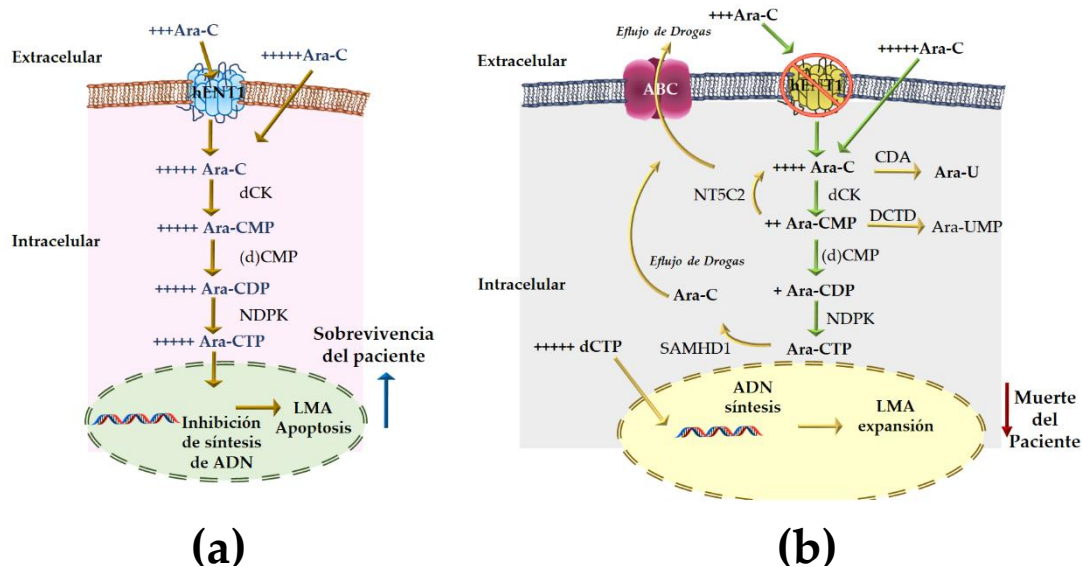 +++Ara-C
Extracelular
+++++Ara-C
hENT1
+++++ Ara-C
dCK
+++++ Ara-CMP
Intracelular
(d)CMP
+++++ Ara-CDP
NDPK
+++++ Ara-CTP
Sobrevivencia
del paciente
Inhibición
de síntesis
de ADN
LMA
Apoptosis
(a)
+++Ara-C
Eflujo de Drogas
Extracelular
+++++Ara-C
ABC
hENT1
++++ Ara-C
CDA
Ara-U
NT5C2
dCK
++ Ara-CMP
DCTD
Ara-UMP
(d)CMP
Eflujo de Drogas
Intracelular
Ara-C
+ Ara-CDP
NDPK
+++++ dCTP
SAMHD1
Ara-CTP
ADN
síntesis
LMA
expansión
Muerte
del
Paciente
(b)